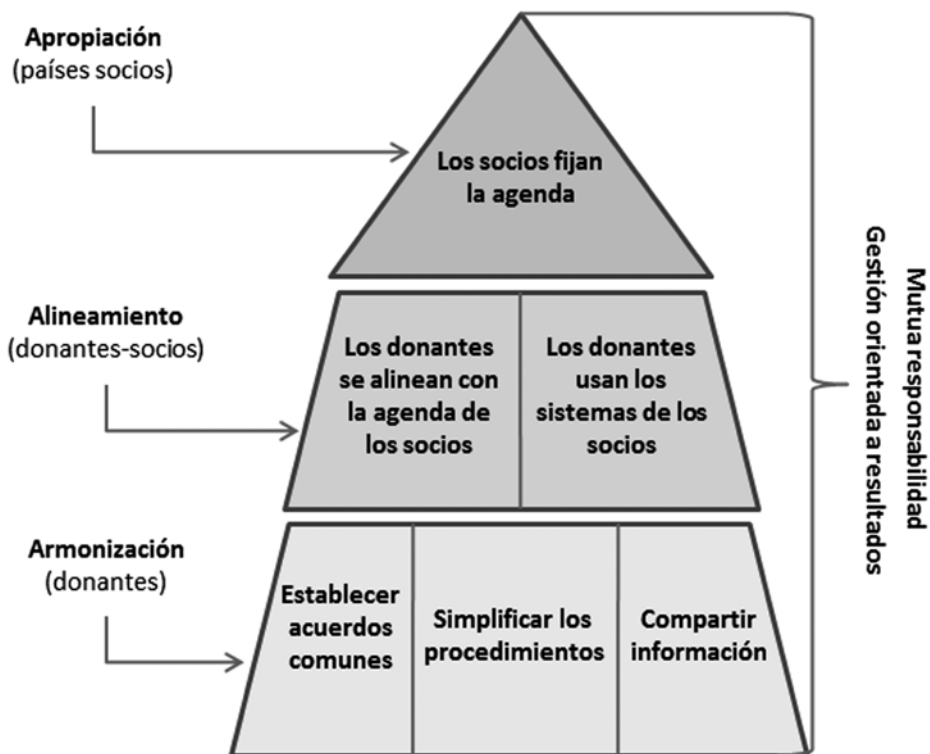 Apropiación
(países socios)
Los socios fijan
la agenda
Alineamiento
(donantes-socios)
Los donantes
se alinean con
la agenda de
los socios
Los donantes
usan los
sistemas de los
socios
Armonización
(donantes)
Establecer
acuerdos
comunes
Simplificar los
procedimientos
Compartir
información
Mutua responsabilidad
Gestión orientada a resultados